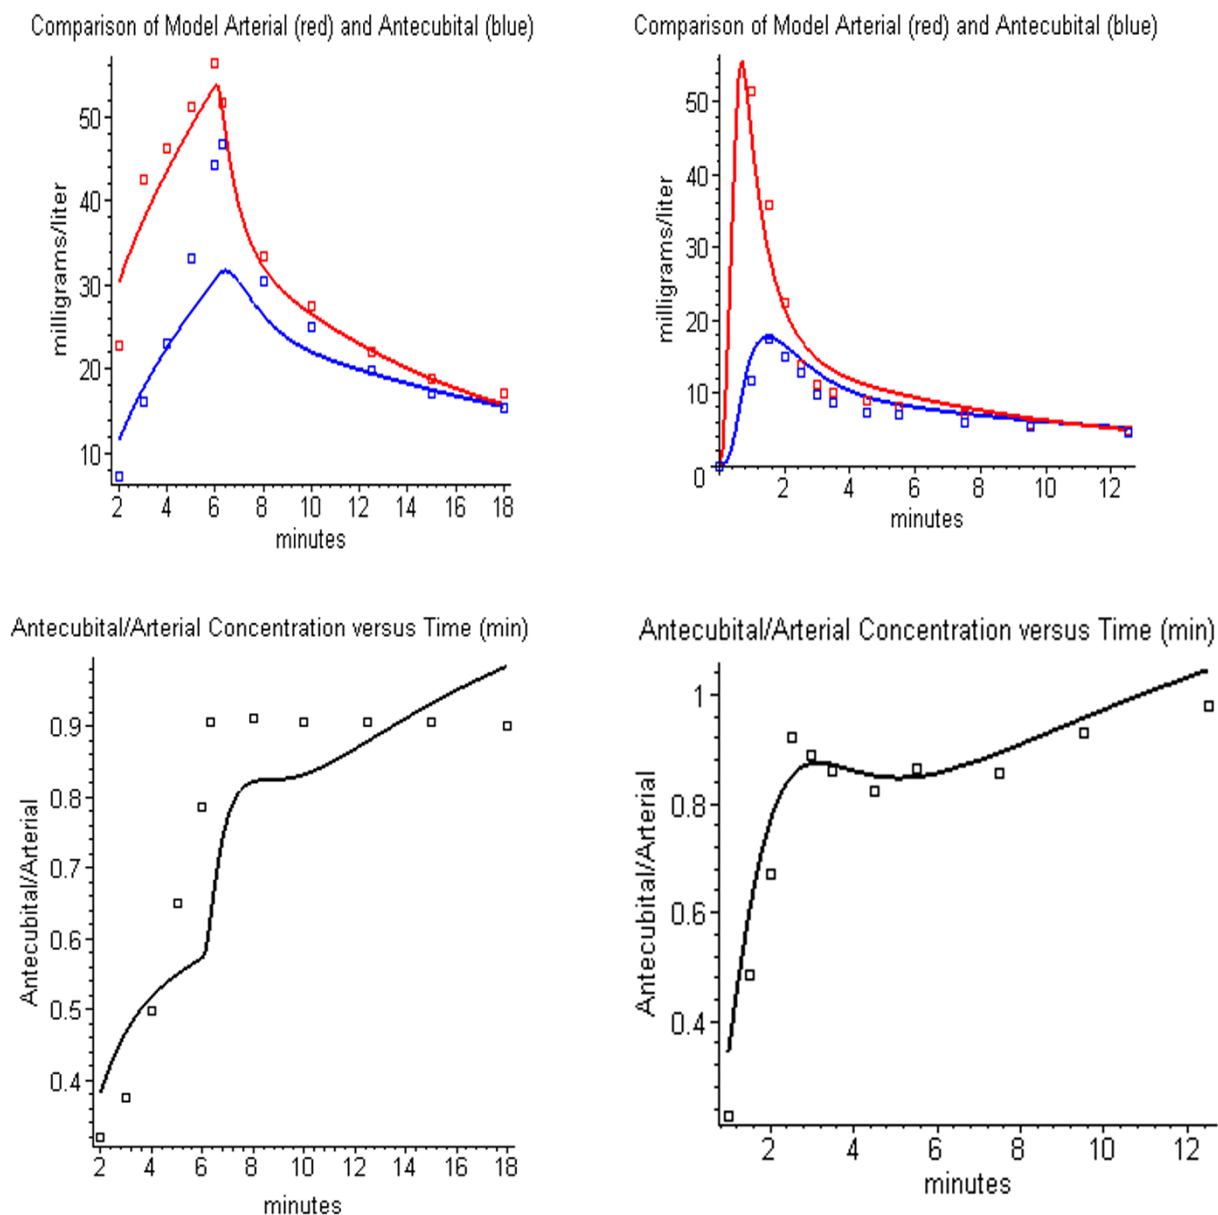 Comparison of Model Arterial (red) and Antecubital (blue)
50
40
30
20
10
milligrams/liter
2 4 6 8 10 12 14 16 18
minutes
Comparison of Model Arterial (red) and Antecubital (blue)
50
40
30
20
10
0
milligrams/liter
2 4 6 8 10 12
minutes
Antecubital/Arterial Concentration versus Time (min)
0.9
0.8
0.7
0.6
0.5
0.4
Antecubital/Arterial
2 4 6 8 10 12 14 16 18
minutes
Antecubital/Arterial Concentration versus Time (min)
1
0.8
0.6
0.4
Antecubital/Arterial
2 4 6 8 10 12
minutes